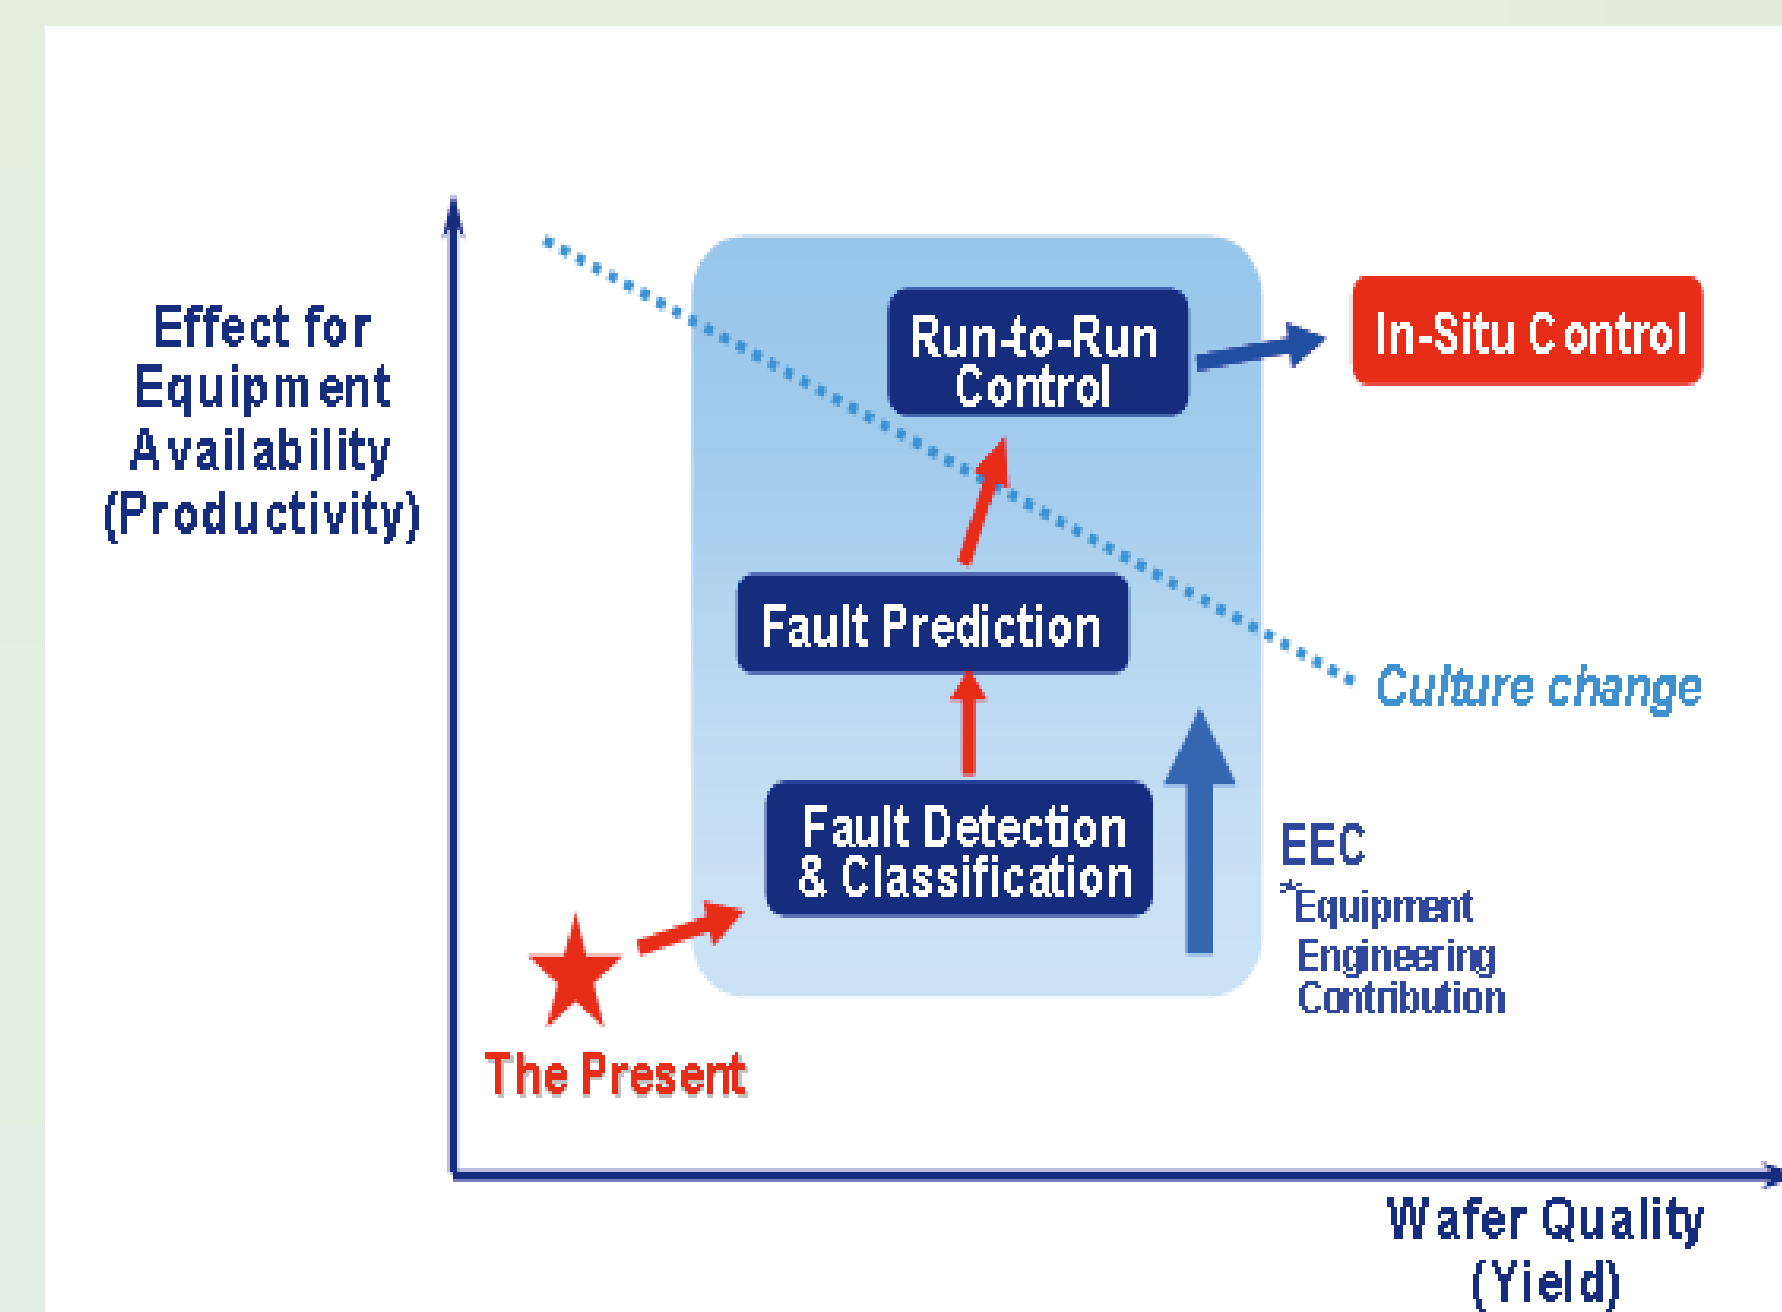 Effect for
Equipment
Availability
(Productivity)
Run-to-Run
Control
In-Situ Control
Fault Prediction
Culture change
Fault Detection
& Classification
EEC
*Equipment
Engineering
Contribution
The Present
Wafer Quality
(Yield)